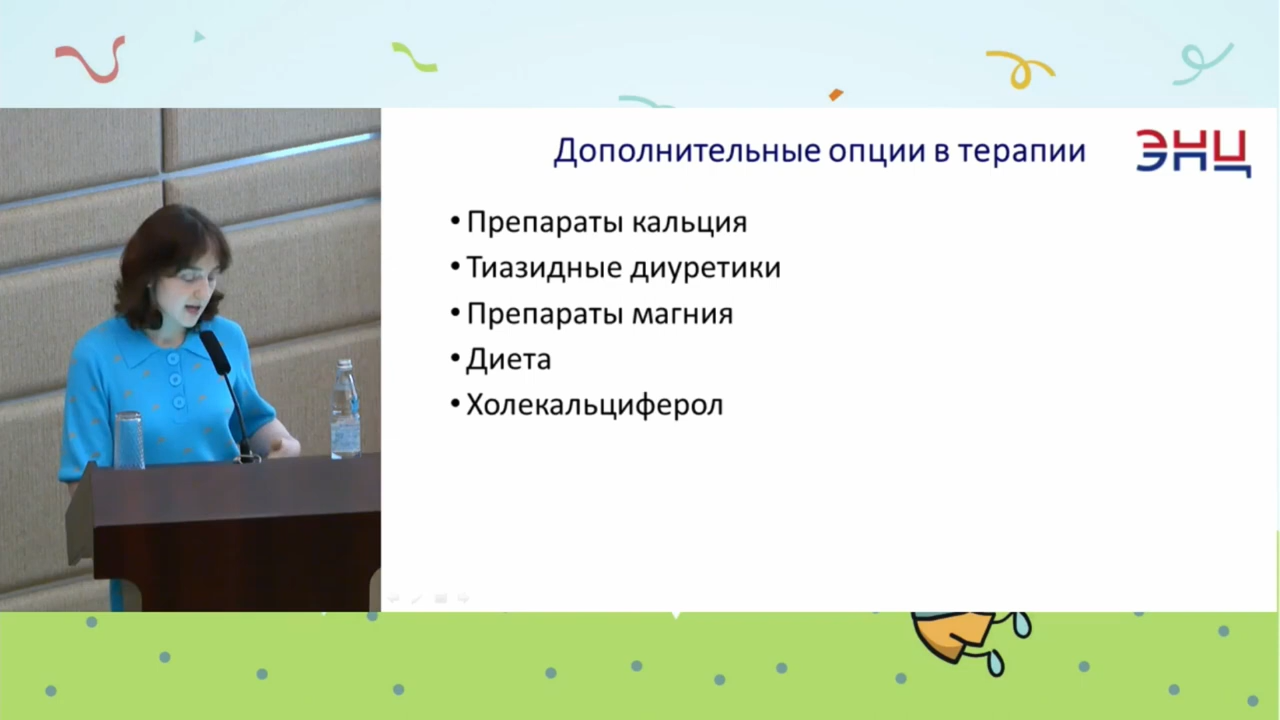 Дополнительные опции в терапии
ЭНЦ
• Препараты кальция
• Тиазидные диуретики
• Препараты магния
• Диета
• Холекальциферол